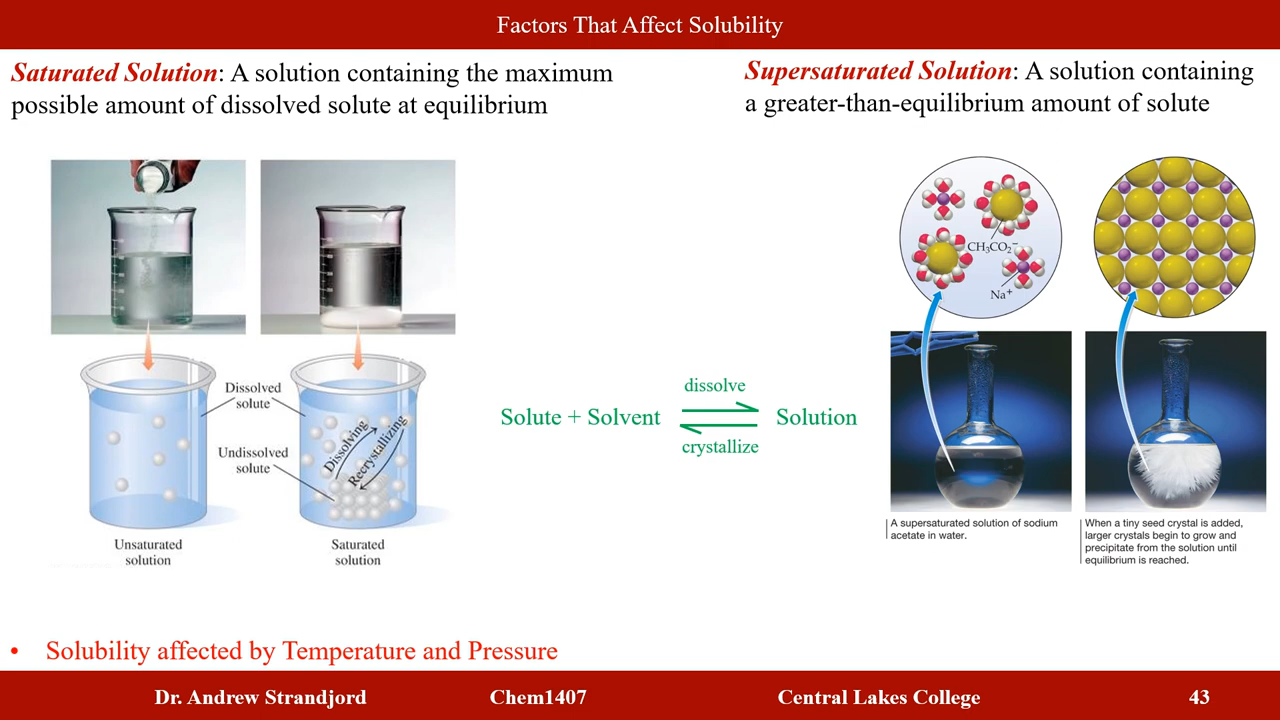 Factors That Affect Solubility
Saturated Solution: A solution containing the maximum
possible amount of dissolved solute at equilibrium
Supersaturated Solution: A solution containing
a greater-than-equilibrium amount of solute
Dissolved
solute
Undissolved
solute
Dissolving
Recrystallizing
Unsaturated
solution
Saturated
solution
dissolve
Solute + Solvent
Solution
crystallize
CH₃CO₂⁻
Na⁺
A supersaturated solution of sodium
acetate in water.
When a tiny seed crystal is added,
larger crystals begin to grow and
precipitate from the solution until
equilibrium is reached.
• Solubility affected by Temperature and Pressure
Dr. Andrew Strandjord Chem1407 Central Lakes College 43